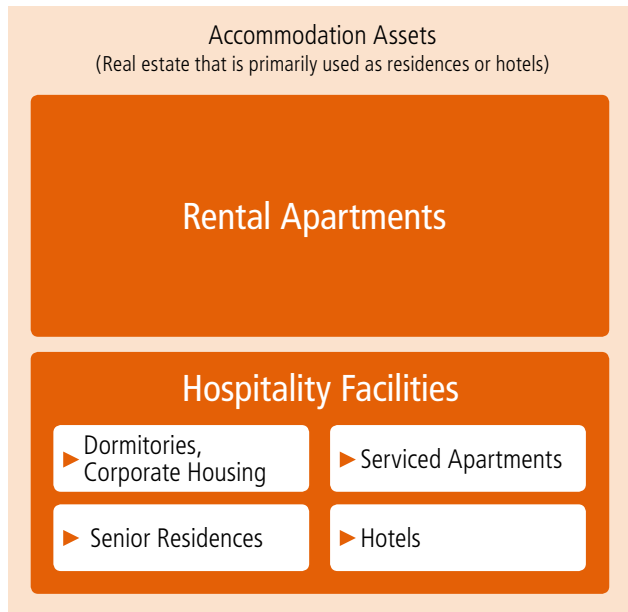 Accommodation Assets
(Real estate that is primarily used as residences or hotels)
Rental Apartments
Hospitality Facilities
Dormitories,
Corporate Housing
Serviced Apartments
Senior Residences
Hotels